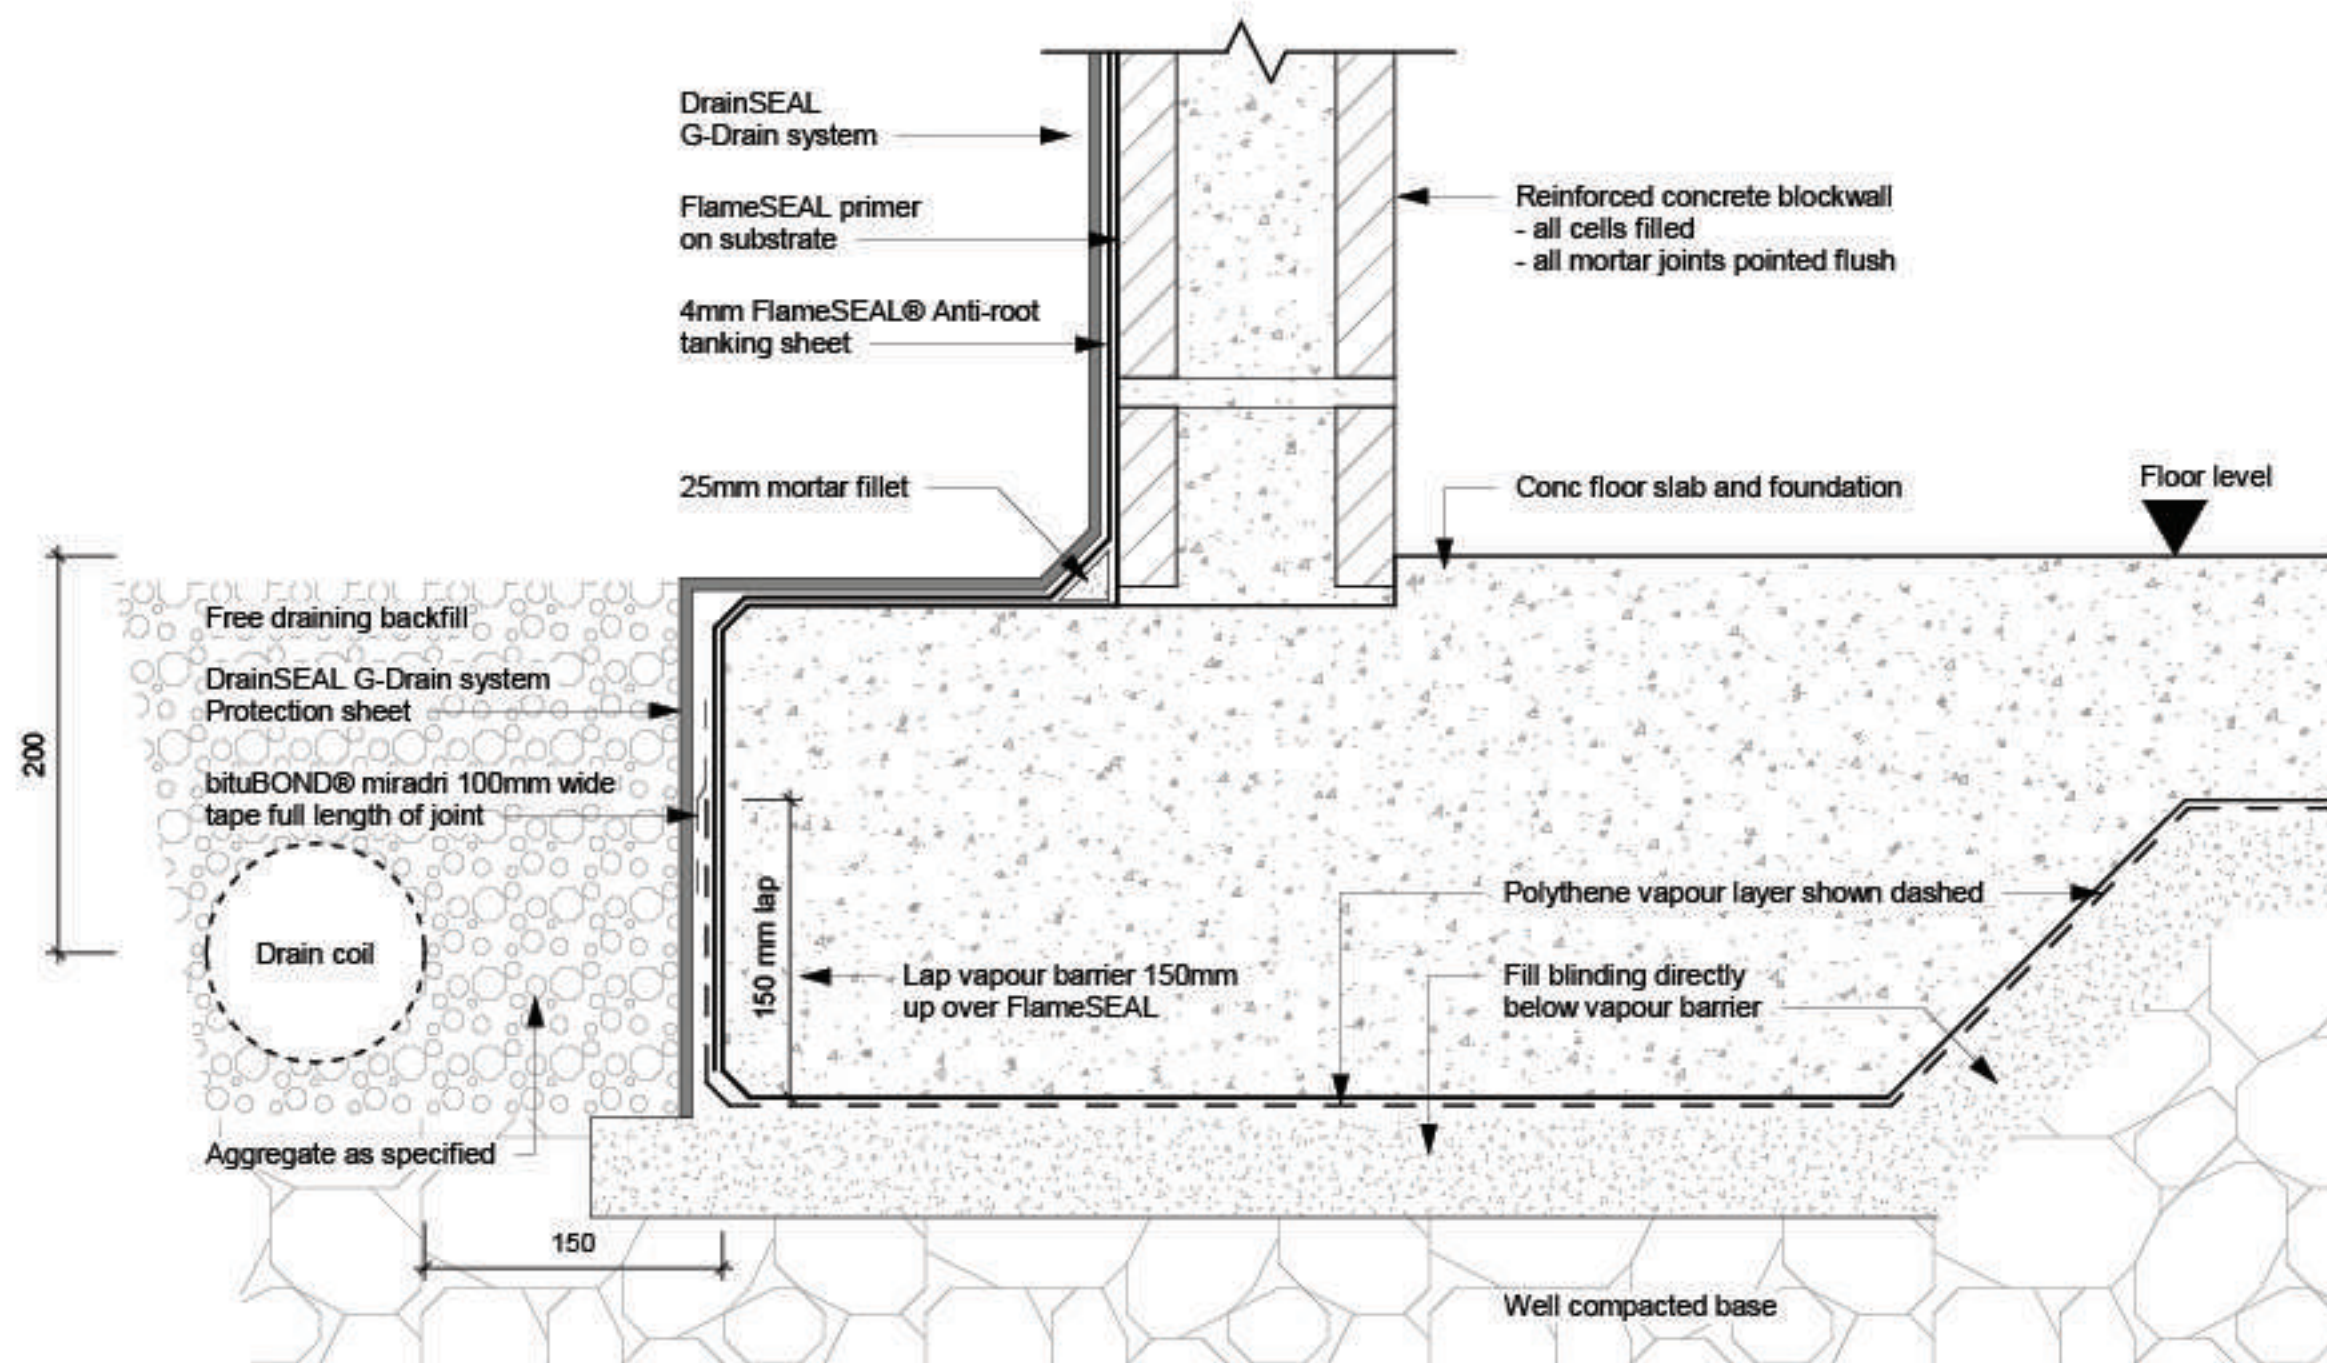 DrainSEAL
G-Drain system
FlameSEAL primer
on substrate
4mm FlameSEAL® Anti-root
tanking sheet
25mm mortar fillet
Reinforced concrete blockwall
- all cells filled
- all mortar joints pointed flush
Conc floor slab and foundation
Floor level
Free draining backfill
DrainSEAL G-Drain system
Protection sheet
200
bituBOND® miradri 100mm wide
tape full length of joint
Drain coil
150 mm lap
Lap vapour barrier 150mm
up over FlameSEAL
Polythene vapour layer shown dashed
Fill blinding directly
below vapour barrier
Aggregate as specified
150
Well compacted base